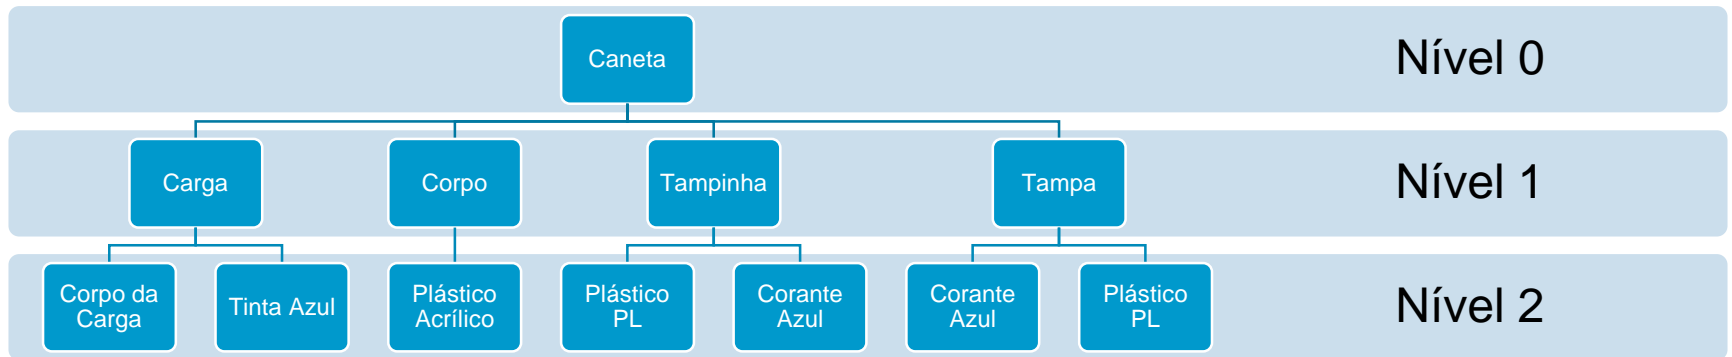 Caneta
Nível 0
Carga
Corpo
Tampinha
Tampa
Nível 1
Corpo da
Carga
Tinta Azul
Plástico
Acrílico
Plástico
PL
Corante
Azul
Corante
Azul
Plástico
PL
Nível 2